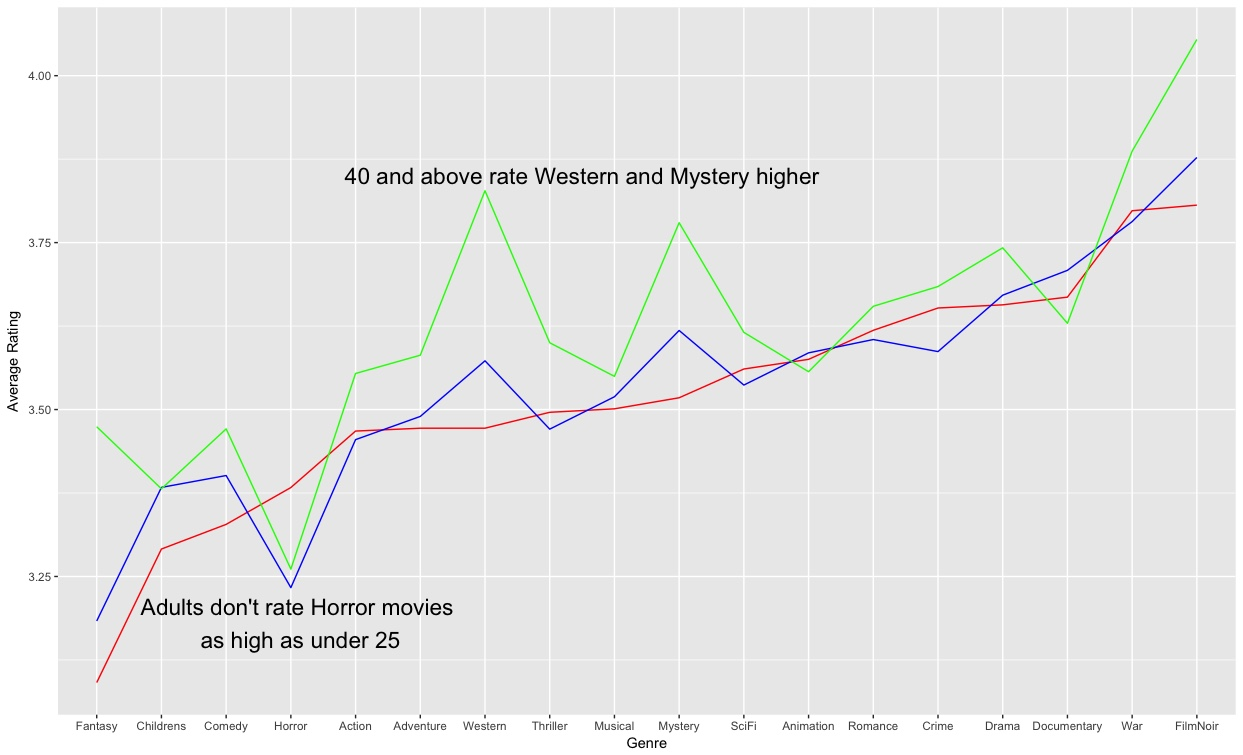 4.00
40 and above rate Western and Mystery higher
3.75
Average Rating
3.50
3.25
Adults don't rate Horror movies
as high as under 25
Fantasy Childrens Comedy Horror Action Adventure Western Thriller Musical Mystery SciFi Animation Romance Crime Drama Documentary War FilmNoir
Genre